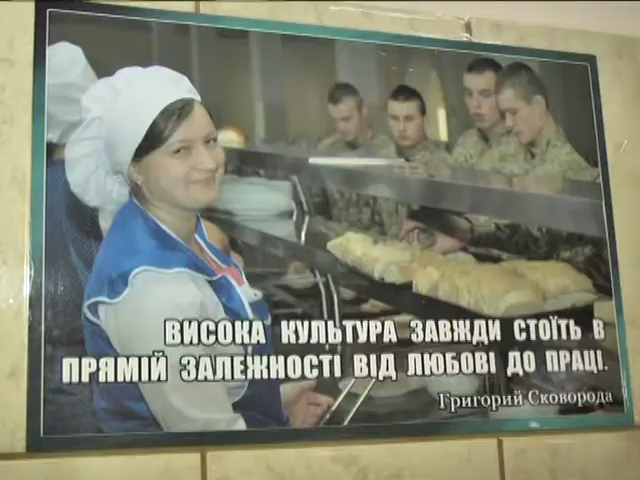 ВИСОКА КУЛЬТУРА ЗАВЖДИ СТОЇТЬ В
ПРЯМІЙ ЗАЛЕЖНОСТІ ВІД ЛЮБОВІ ДО ПРАЦІ.
Григорий Сковорода